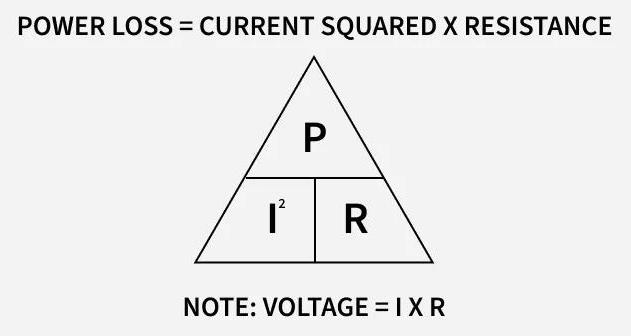 POWER LOSS = CURRENT SQUARED X RESISTANCE
P
I² R
NOTE: VOLTAGE = I X R